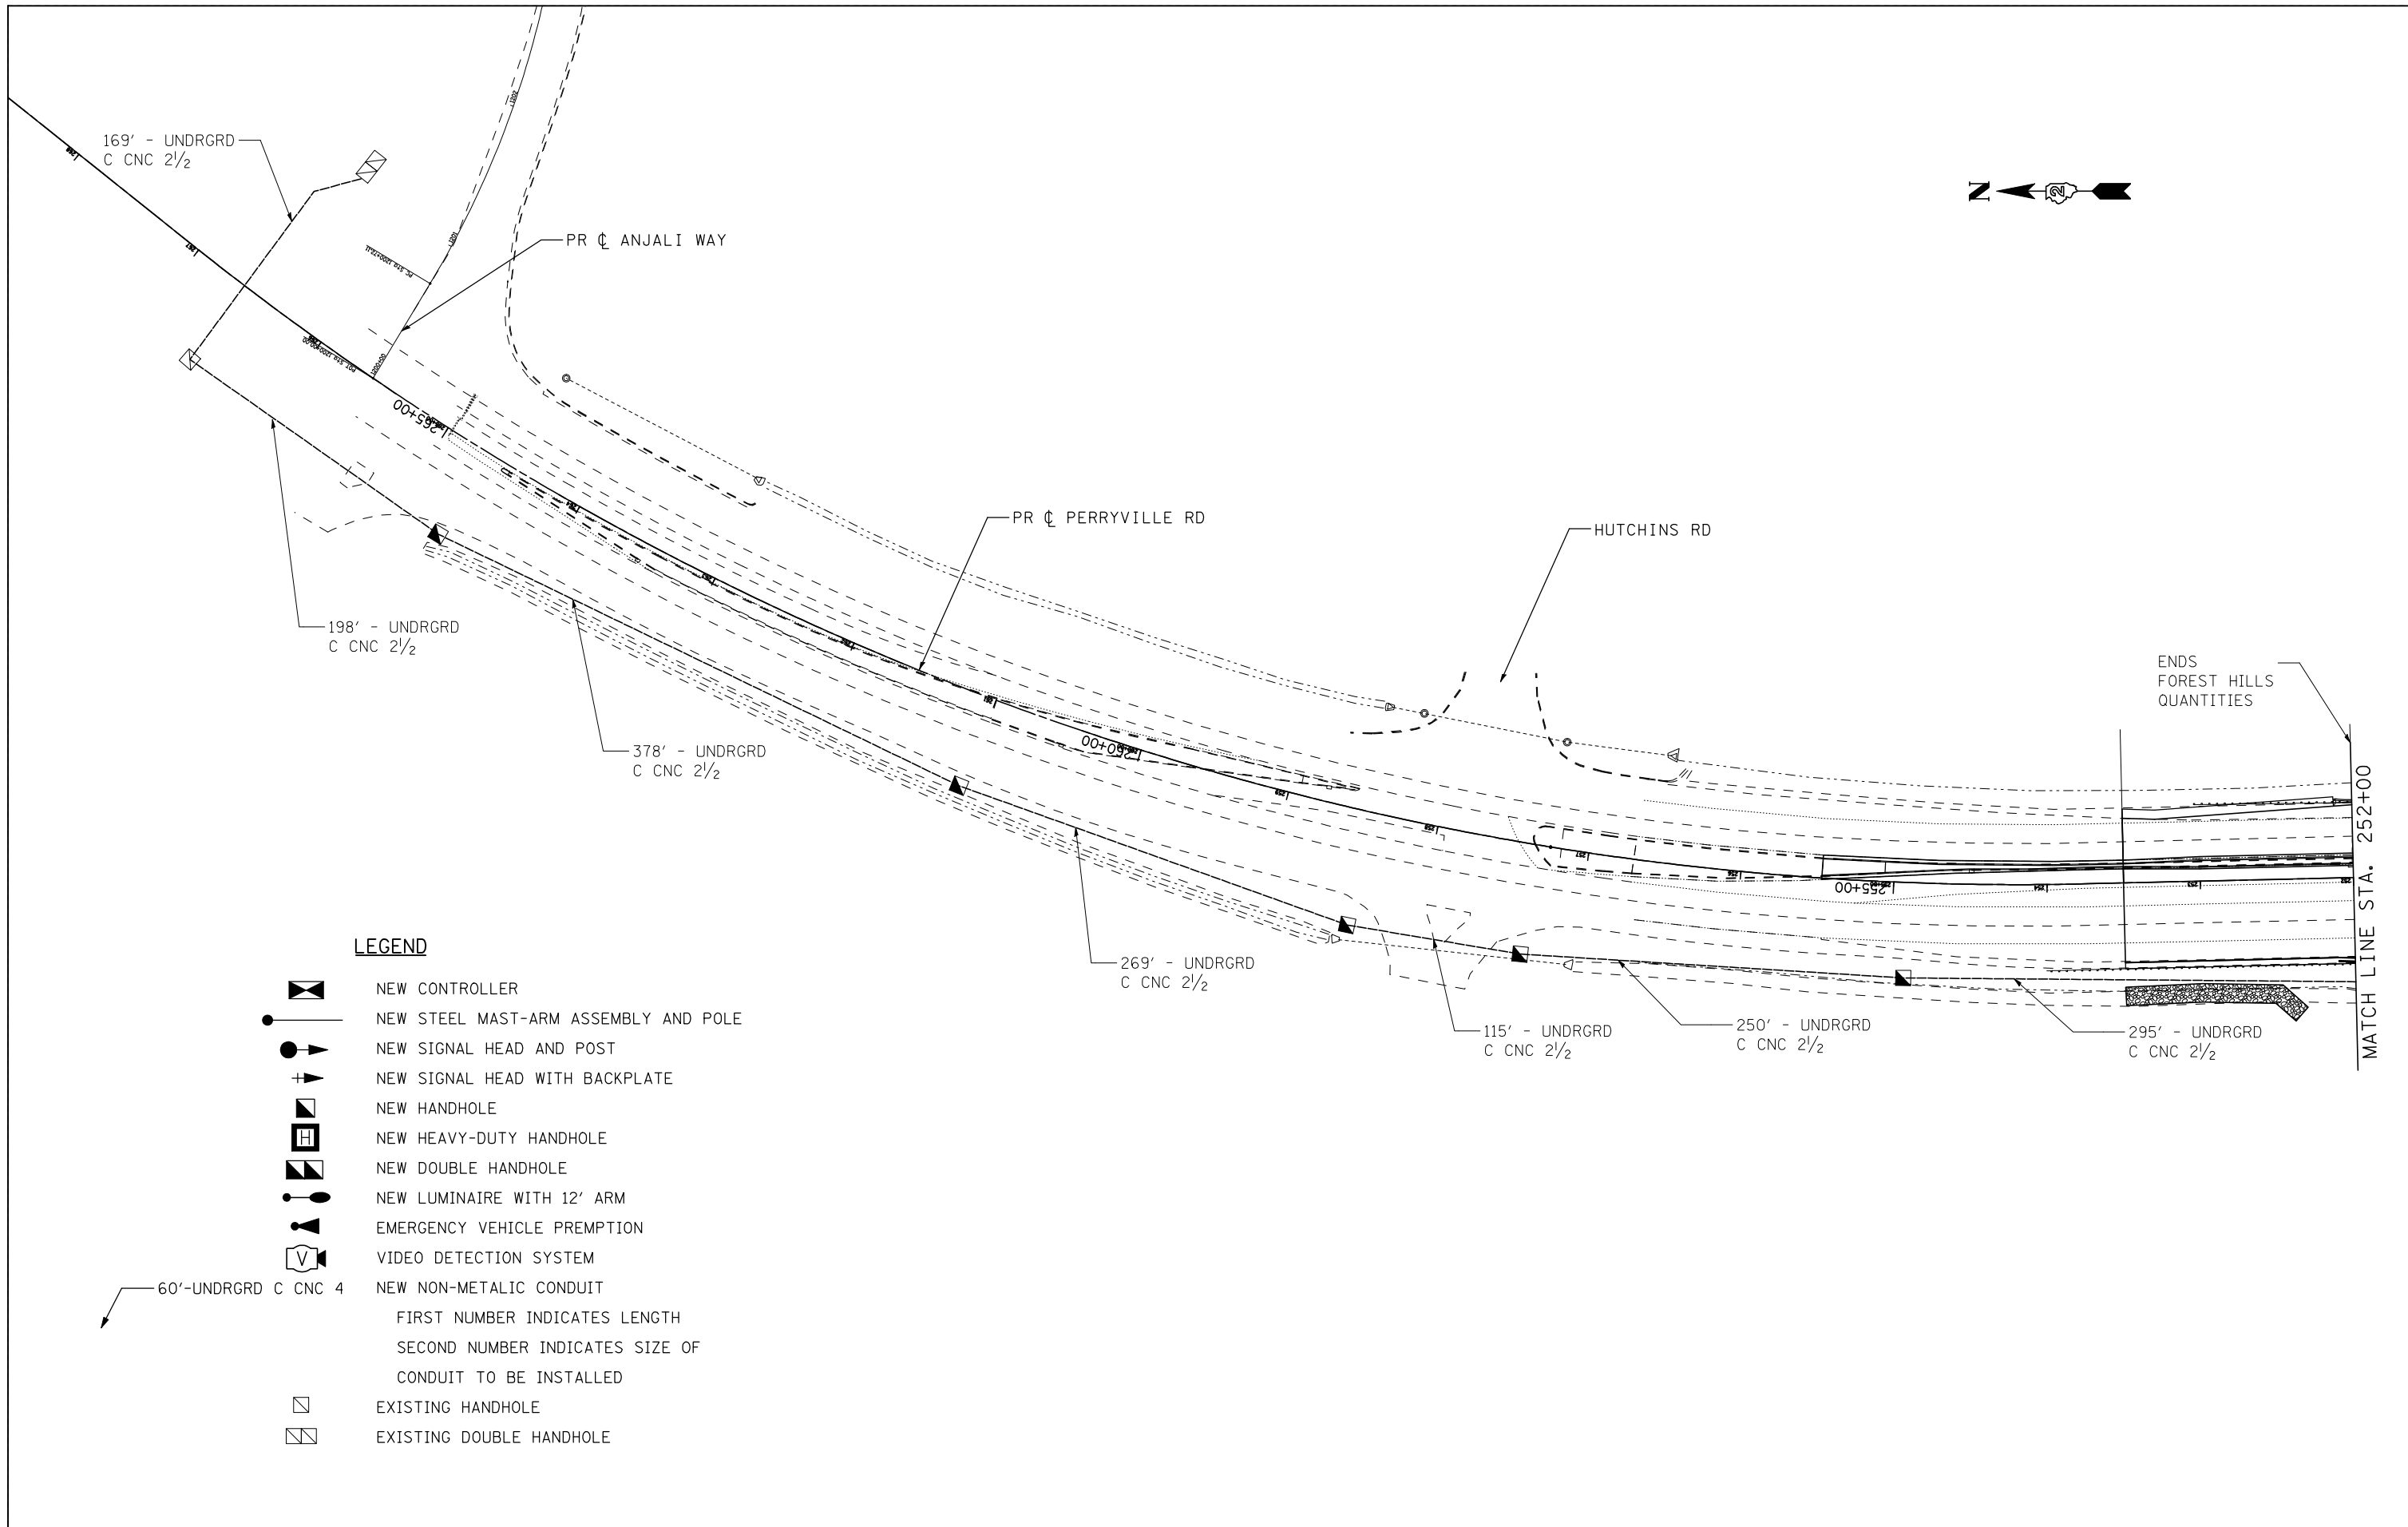 169' - UNDRGRD
C CNC 2½
PR ℄ ANJALI WAY
N
2
265+00
PR ℄ PERRYVILLE RD
HUTCHINS RD
198' - UNDRGRD
C CNC 2½
ENDS
FOREST HILLS
QUANTITIES
378' - UNDRGRD
C CNC 2½
260+00
255+00
MATCH LINE STA. 252+00
269' - UNDRGRD
C CNC 2½
115' - UNDRGRD
C CNC 2½
250' - UNDRGRD
C CNC 2½
295' - UNDRGRD
C CNC 2½
LEGEND
NEW CONTROLLER
NEW STEEL MAST-ARM ASSEMBLY AND POLE
NEW SIGNAL HEAD AND POST
NEW SIGNAL HEAD WITH BACKPLATE
NEW HANDHOLE
H NEW HEAVY-DUTY HANDHOLE
NEW DOUBLE HANDHOLE
NEW LUMINAIRE WITH 12' ARM
EMERGENCY VEHICLE PREMPTION
V VIDEO DETECTION SYSTEM
60'-UNDRGRD C CNC 4 NEW NON-METALIC CONDUIT
FIRST NUMBER INDICATES LENGTH
SECOND NUMBER INDICATES SIZE OF
CONDUIT TO BE INSTALLED
EXISTING HANDHOLE
EXISTING DOUBLE HANDHOLE